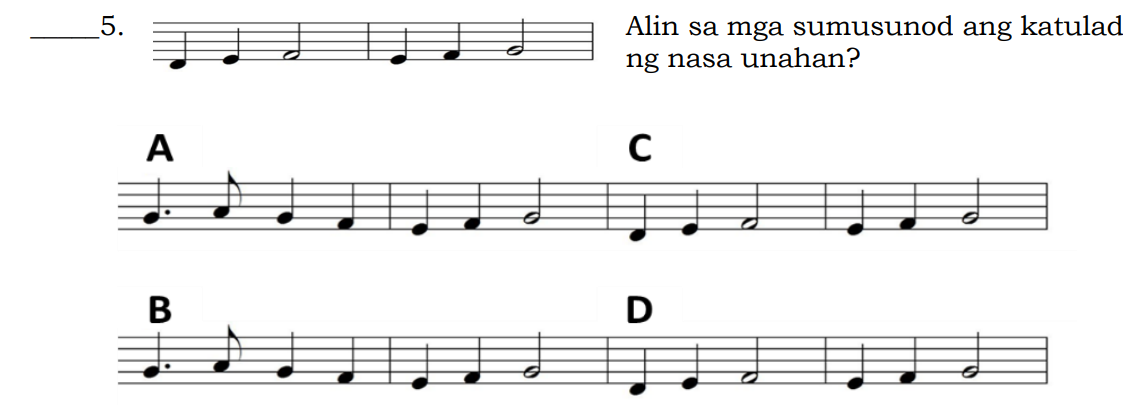 _____5.
Alin sa mga sumusunod ang katulad
ng nasa unahan?
A
C
B
D